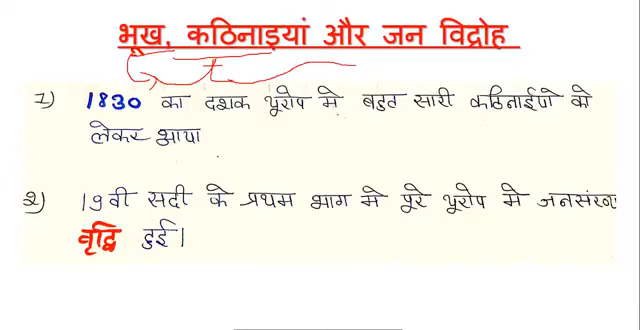 भूख, कठिनाइयां और जन विद्रोह
1) 1830 का दशक यूरोप मे बहुत सारी कठिनाईयो को
लेकर आया
2) 19वी सदी के प्रथम भाग मे पूरे यूरोप मे जनसंख्या
वृद्धि हुई।